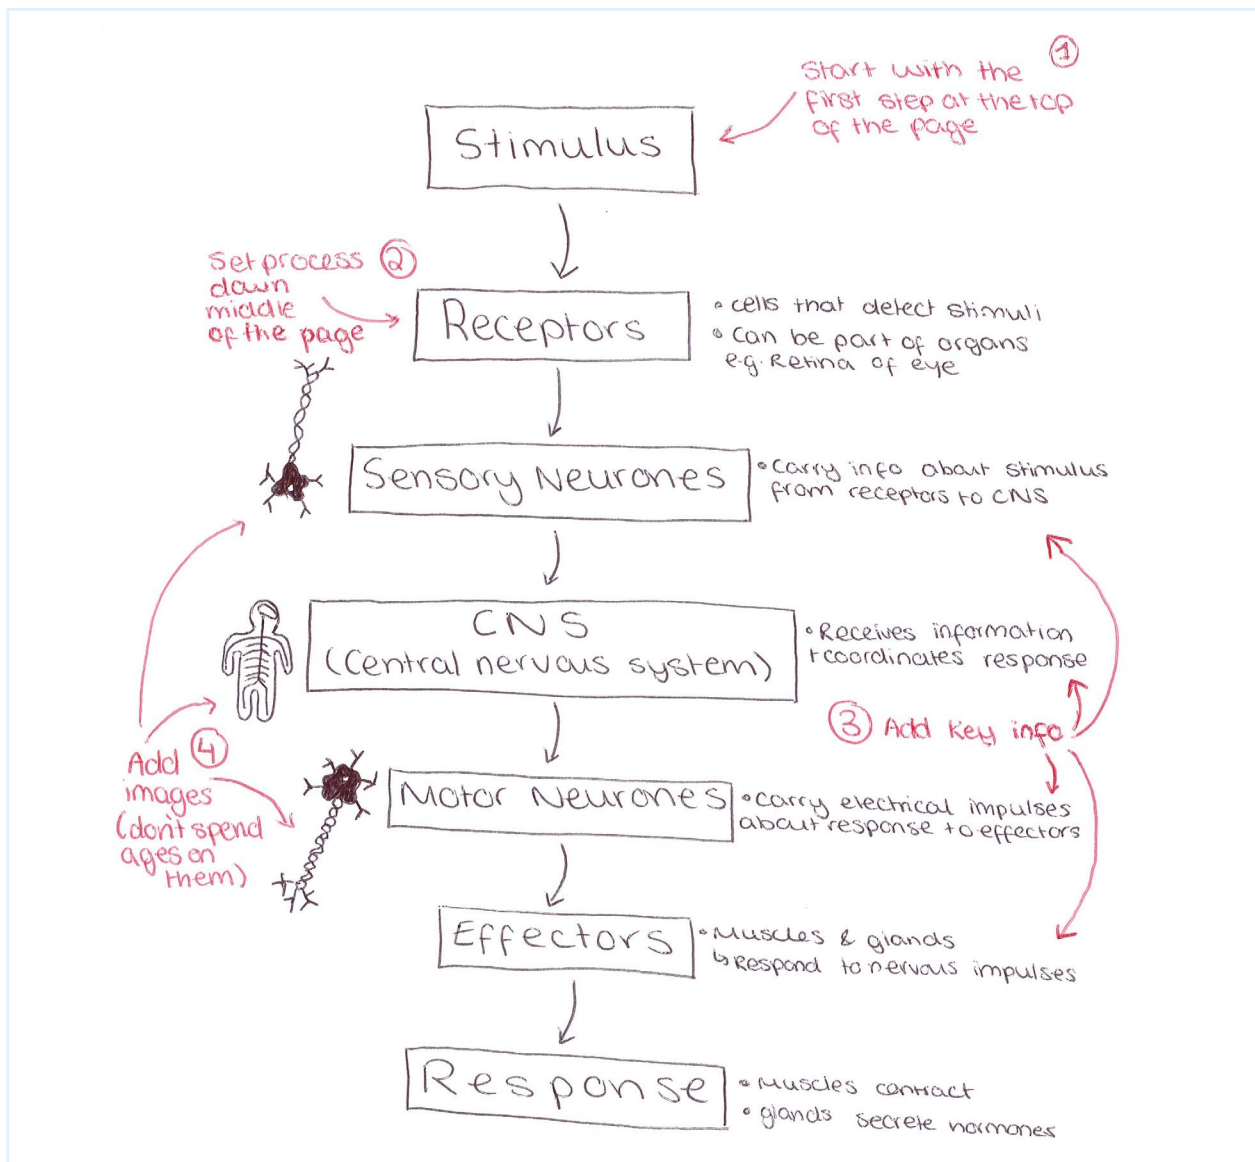 Start with the ①
first step at the top
of the page
Stimulus
Set process ②
down
middle
of the page
Receptors
• cells that detect stimuli
• can be part of organs
e.g. Retina of eye
Sensory Neurones
• carry info about stimulus
from receptors to CNS
CNS
(Central nervous system)
• Receives information
+ coordinates response
③ Add key info
Add ④
images
(don't spend
ages on
them)
Motor Neurones
• carry electrical impulses
about response to effectors
Effectors
• Muscles & glands
↳ Respond to nervous impulses
Response
• Muscles contract
• glands secrete hormones